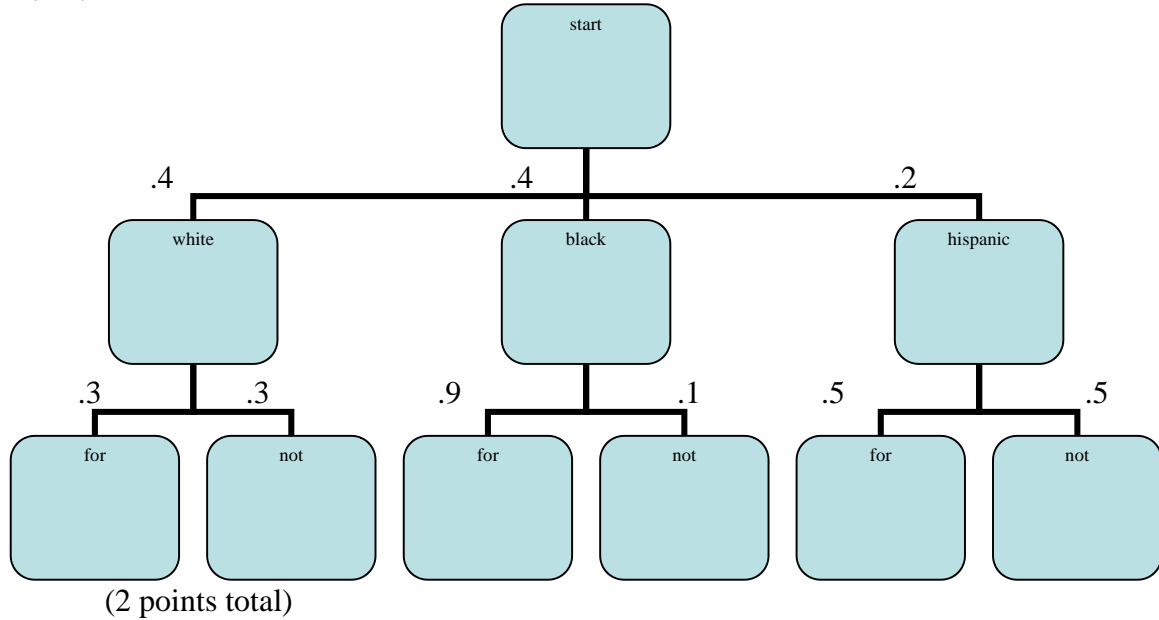 start
.4 .4 .2
white black hispanic
.3 .3 .9 .1 .5 .5
for not for not for not
(2 points total)